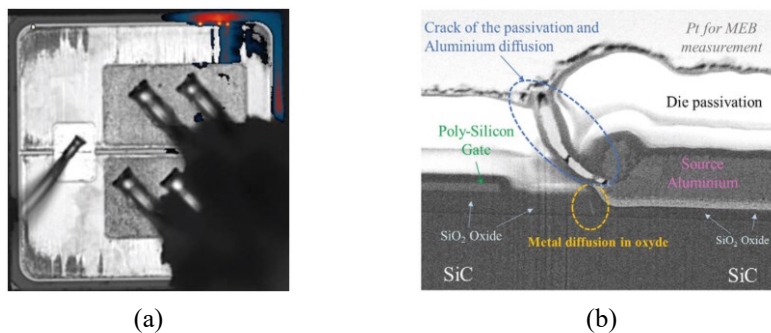 Crack of the passivation and
Aluminium diffusion
Pt for MEB
measurement
Die passivation
Poly-Silicon
Gate
Source
Aluminium
SiO₂ Oxide
Metal diffusion in oxyde
SiO₂ Oxide
SiC
SiC
(a)
(b)